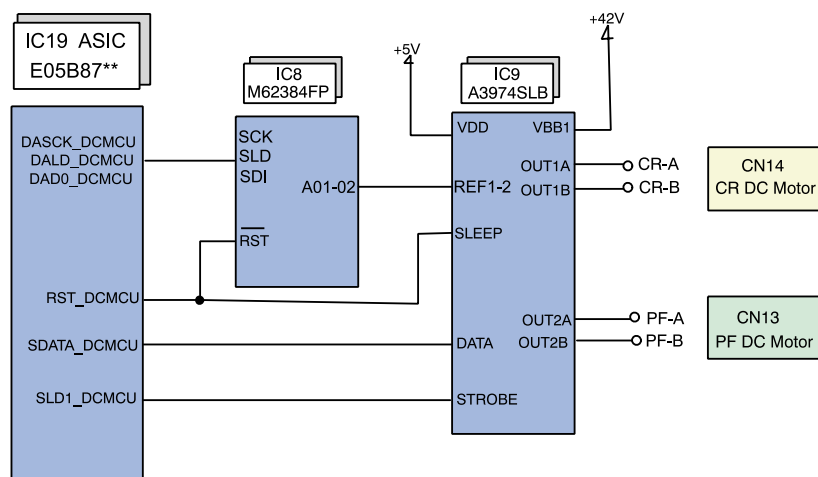 IC19 ASIC
E05B87**
DASCK_DCMCU
DALD_DCMCU
DAD0_DCMCU
RST_DCMCU
SDATA_DCMCU
SLD1_DCMCU
IC8
M62384FP
SCK
SLD
SDI
A01-02
RST
+5V
+42V
IC9
A3974SLB
VDD
VBB1
OUT1A
OUT1B
REF1-2
SLEEP
OUT2A
OUT2B
DATA
STROBE
CR-A
CR-B
PF-A
PF-B
CN14
CR DC Motor
CN13
PF DC Motor